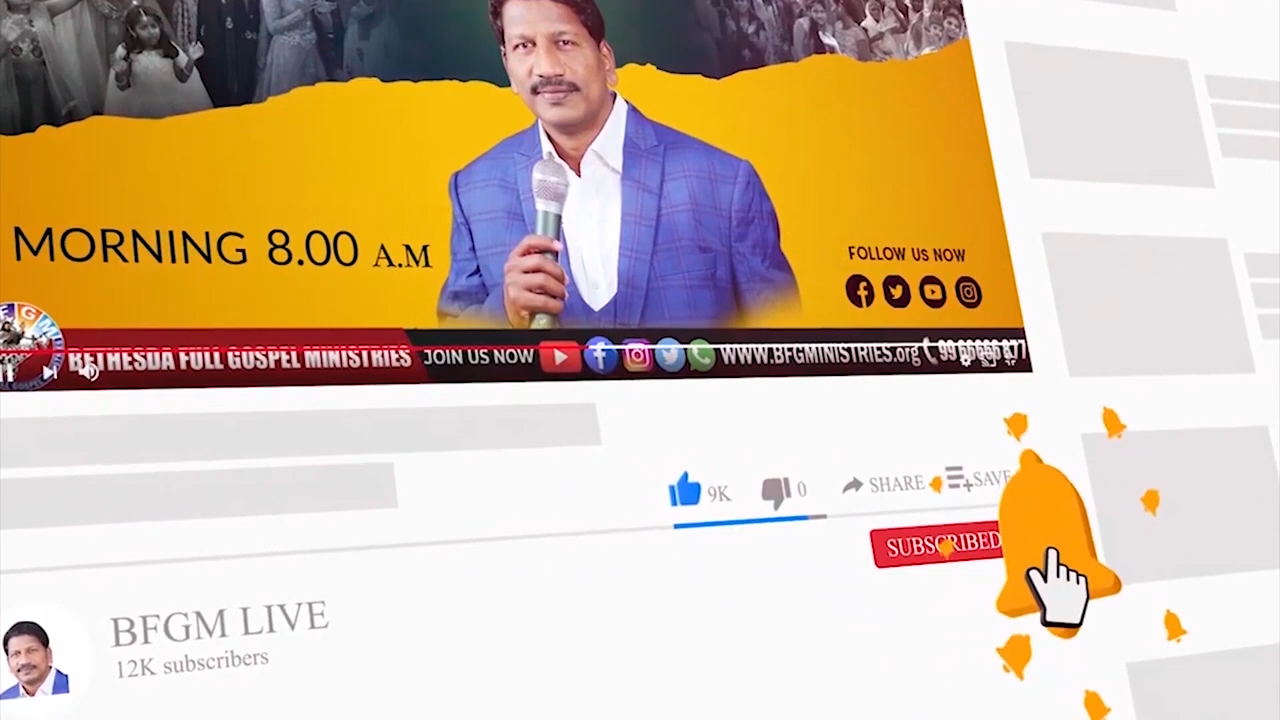 MORNING 8.00 A.M
FOLLOW US NOW
BETHESDA FULL GOSPEL MINISTRIES JOIN US NOW WWW.BFGMINISTRIES.org
9K 0 SHARE SAVE
SUBSCRIBED
BFGM LIVE
12K subscribers